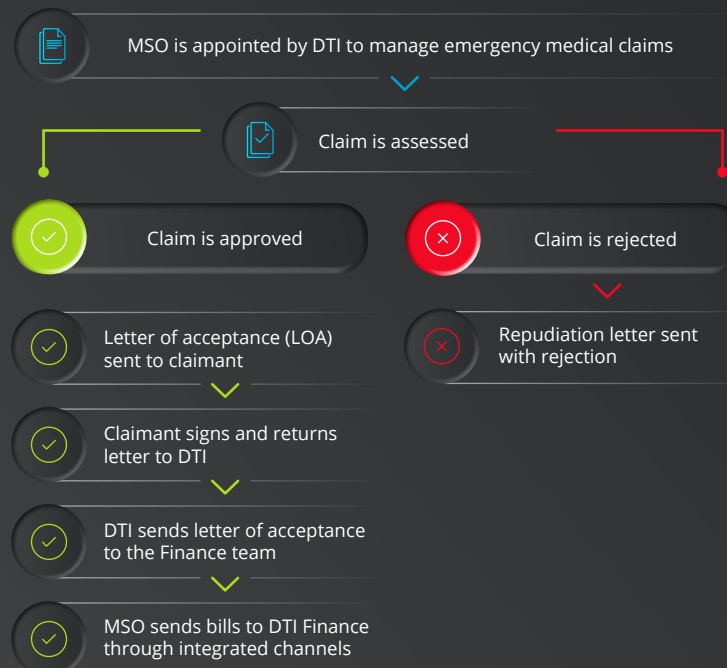 MSO is appointed by DTI to manage emergency medical claims
Claim is assessed
Claim is approved
Claim is rejected
Letter of acceptance (LOA)
sent to claimant
Repudiation letter sent
with rejection
Claimant signs and returns
letter to DTI
DTI sends letter of acceptance
to the Finance team
MSO sends bills to DTI Finance
through integrated channels